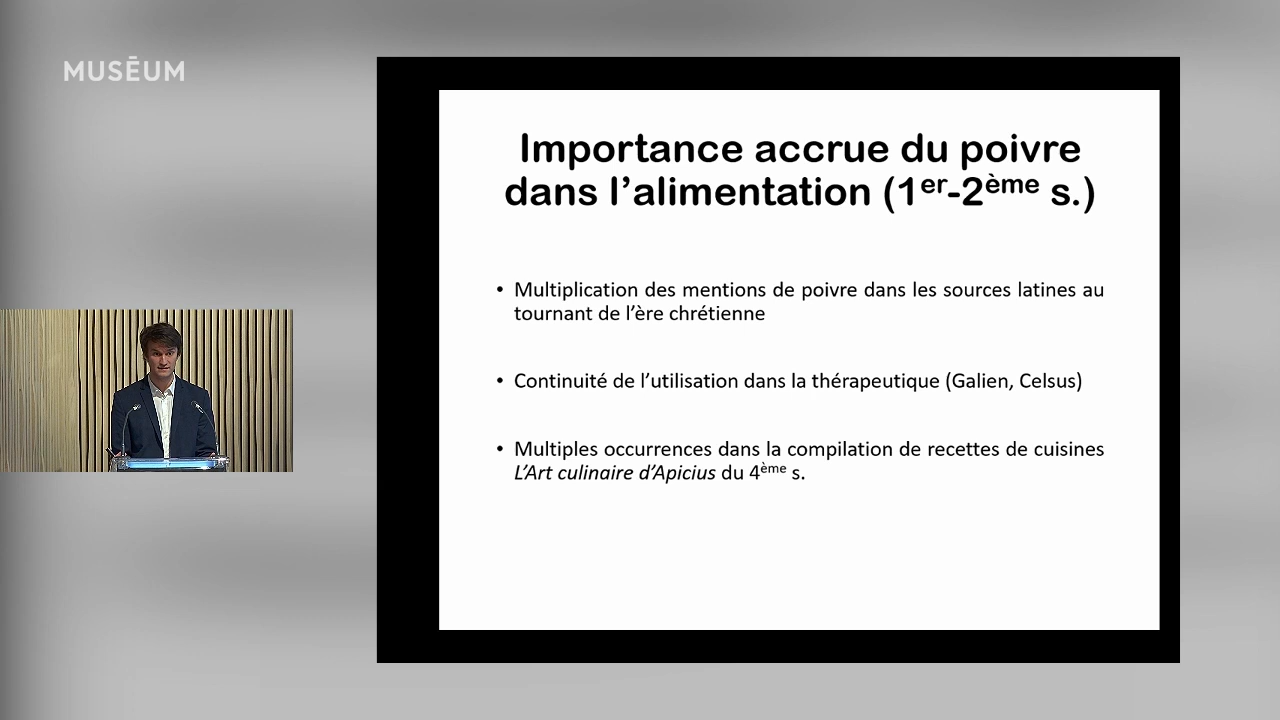 MUSĒUM
Importance accrue du poivre
dans l’alimentation (1er-2ème s.)
• Multiplication des mentions de poivre dans les sources latines au
tournant de l’ère chrétienne
• Continuité de l’utilisation dans la thérapeutique (Galien, Celsus)
• Multiples occurrences dans la compilation de recettes de cuisines
L’Art culinaire d’Apicius du 4ème s.